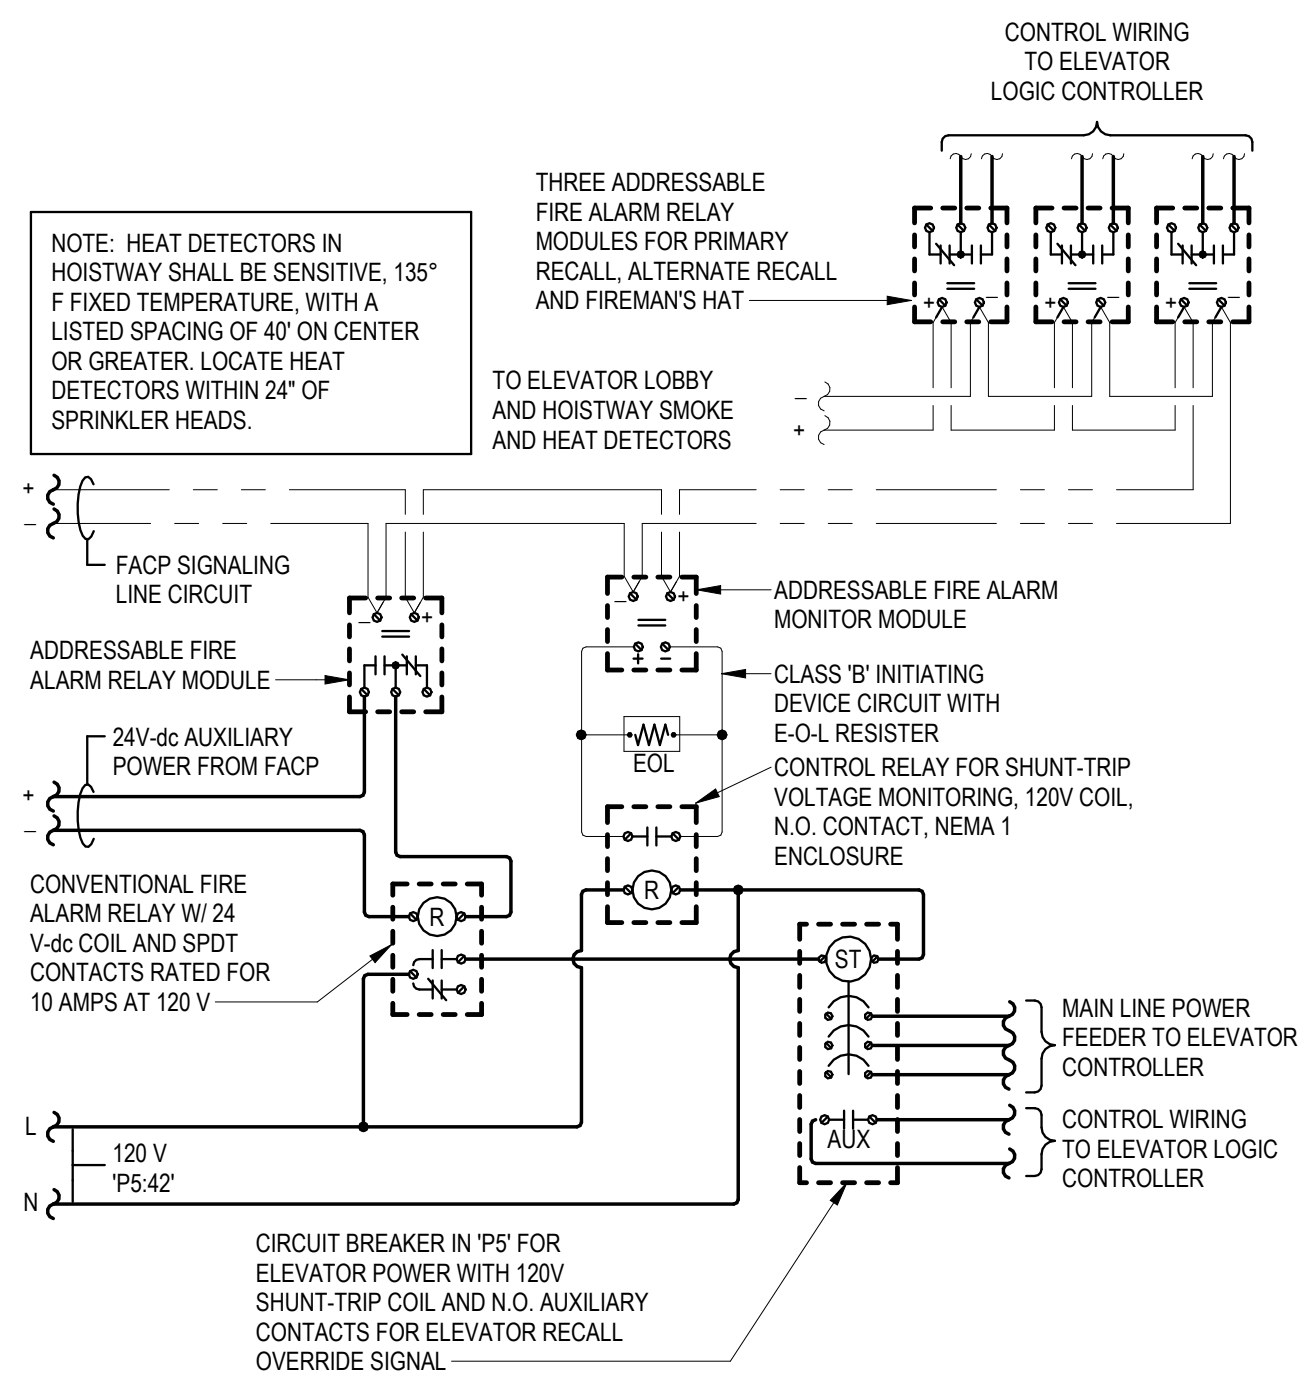 CONTROL WIRING
TO ELEVATOR
LOGIC CONTROLLER
THREE ADDRESSABLE
FIRE ALARM RELAY
MODULES FOR PRIMARY
RECALL, ALTERNATE RECALL
AND FIREMAN'S HAT
NOTE: HEAT DETECTORS IN
HOISTWAY SHALL BE SENSITIVE, 135°
F FIXED TEMPERATURE, WITH A
LISTED SPACING OF 40' ON CENTER
OR GREATER. LOCATE HEAT
DETECTORS WITHIN 24" OF
SPRINKLER HEADS.
+ − + − + −
TO ELEVATOR LOBBY
AND HOISTWAY SMOKE
AND HEAT DETECTORS
−
+
+
−
FACP SIGNALING
LINE CIRCUIT
− +
− +
ADDRESSABLE FIRE ALARM
MONITOR MODULE
ADDRESSABLE FIRE
ALARM RELAY MODULE
+ −
CLASS 'B' INITIATING
DEVICE CIRCUIT WITH
E-O-L RESISTER
EOL
24V-dc AUXILIARY
POWER FROM FACP
+
−
CONTROL RELAY FOR SHUNT-TRIP
VOLTAGE MONITORING, 120V COIL,
N.O. CONTACT, NEMA 1
ENCLOSURE
CONVENTIONAL FIRE
ALARM RELAY W/ 24
V-dc COIL AND SPDT
CONTACTS RATED FOR
10 AMPS AT 120 V
R
R
ST
MAIN LINE POWER
FEEDER TO ELEVATOR
CONTROLLER
AUX
CONTROL WIRING
TO ELEVATOR LOGIC
CONTROLLER
L
120 V
'P5:42'
N
CIRCUIT BREAKER IN 'P5' FOR
ELEVATOR POWER WITH 120V
SHUNT-TRIP COIL AND N.O. AUXILIARY
CONTACTS FOR ELEVATOR RECALL
OVERRIDE SIGNAL